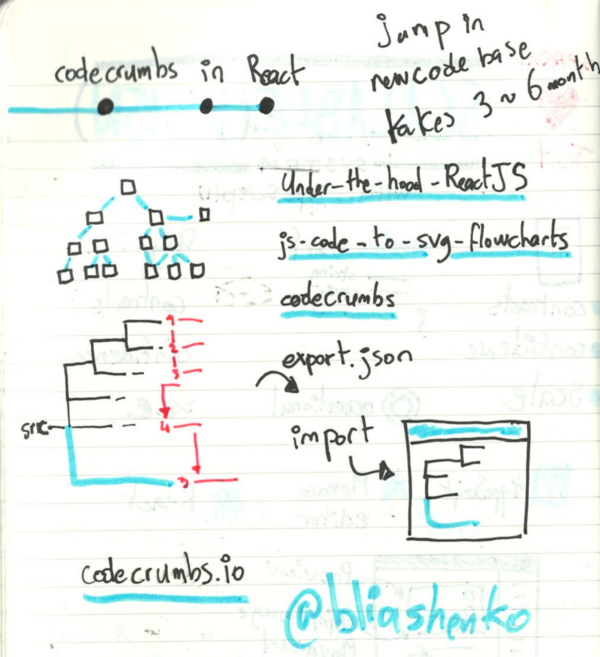 codecrumbs in React
jump in
new code base
takes 3 ~ 6 month
Under-the-hood-ReactJS
js-code-to-svg-flowcharts
codecrumbs
1
2
3
export.json
src
4
import
5
codecrumbs.io
@bliashenko